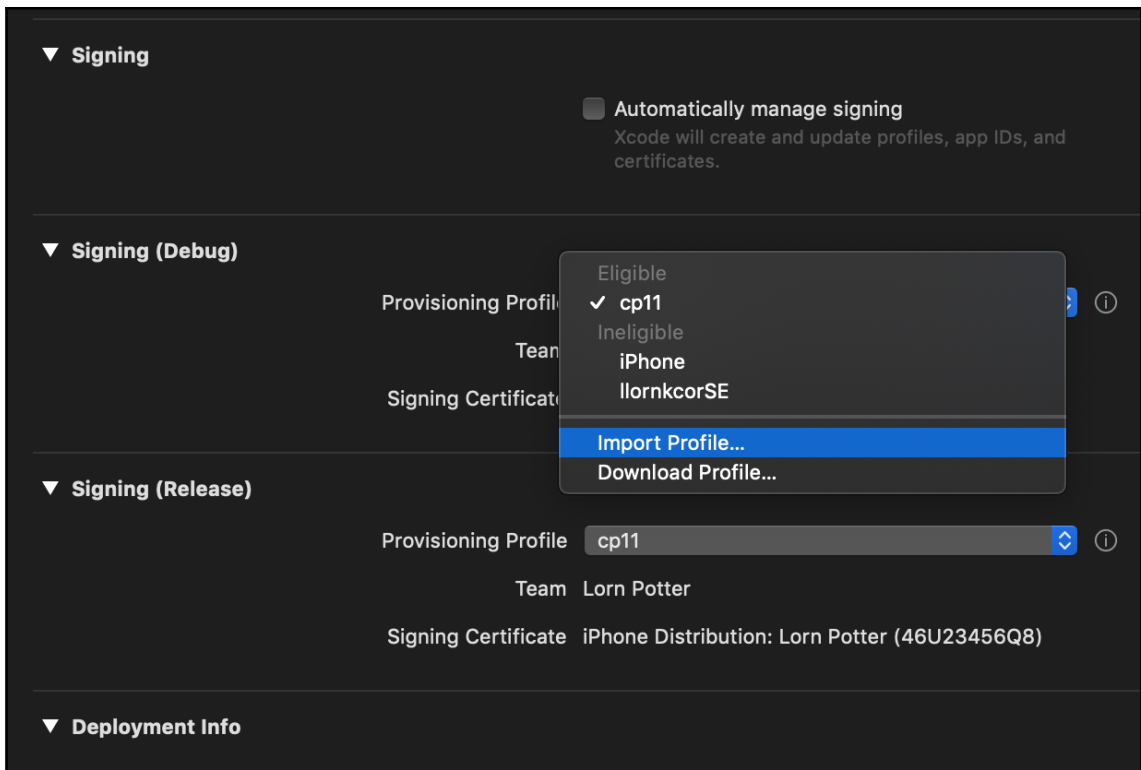 Signing
Automatically manage signing
Xcode will create and update profiles, app IDs, and
certificates.
Signing (Debug)
Eligible
Provisioning Profil
cp11
Ineligible
Team
iPhone
llornkcorSE
Signing Certificat
Import Profile...
Download Profile...
Signing (Release)
Provisioning Profile cp11
Team Lorn Potter
Signing Certificate iPhone Distribution: Lorn Potter (46U23456Q8)
Deployment Info